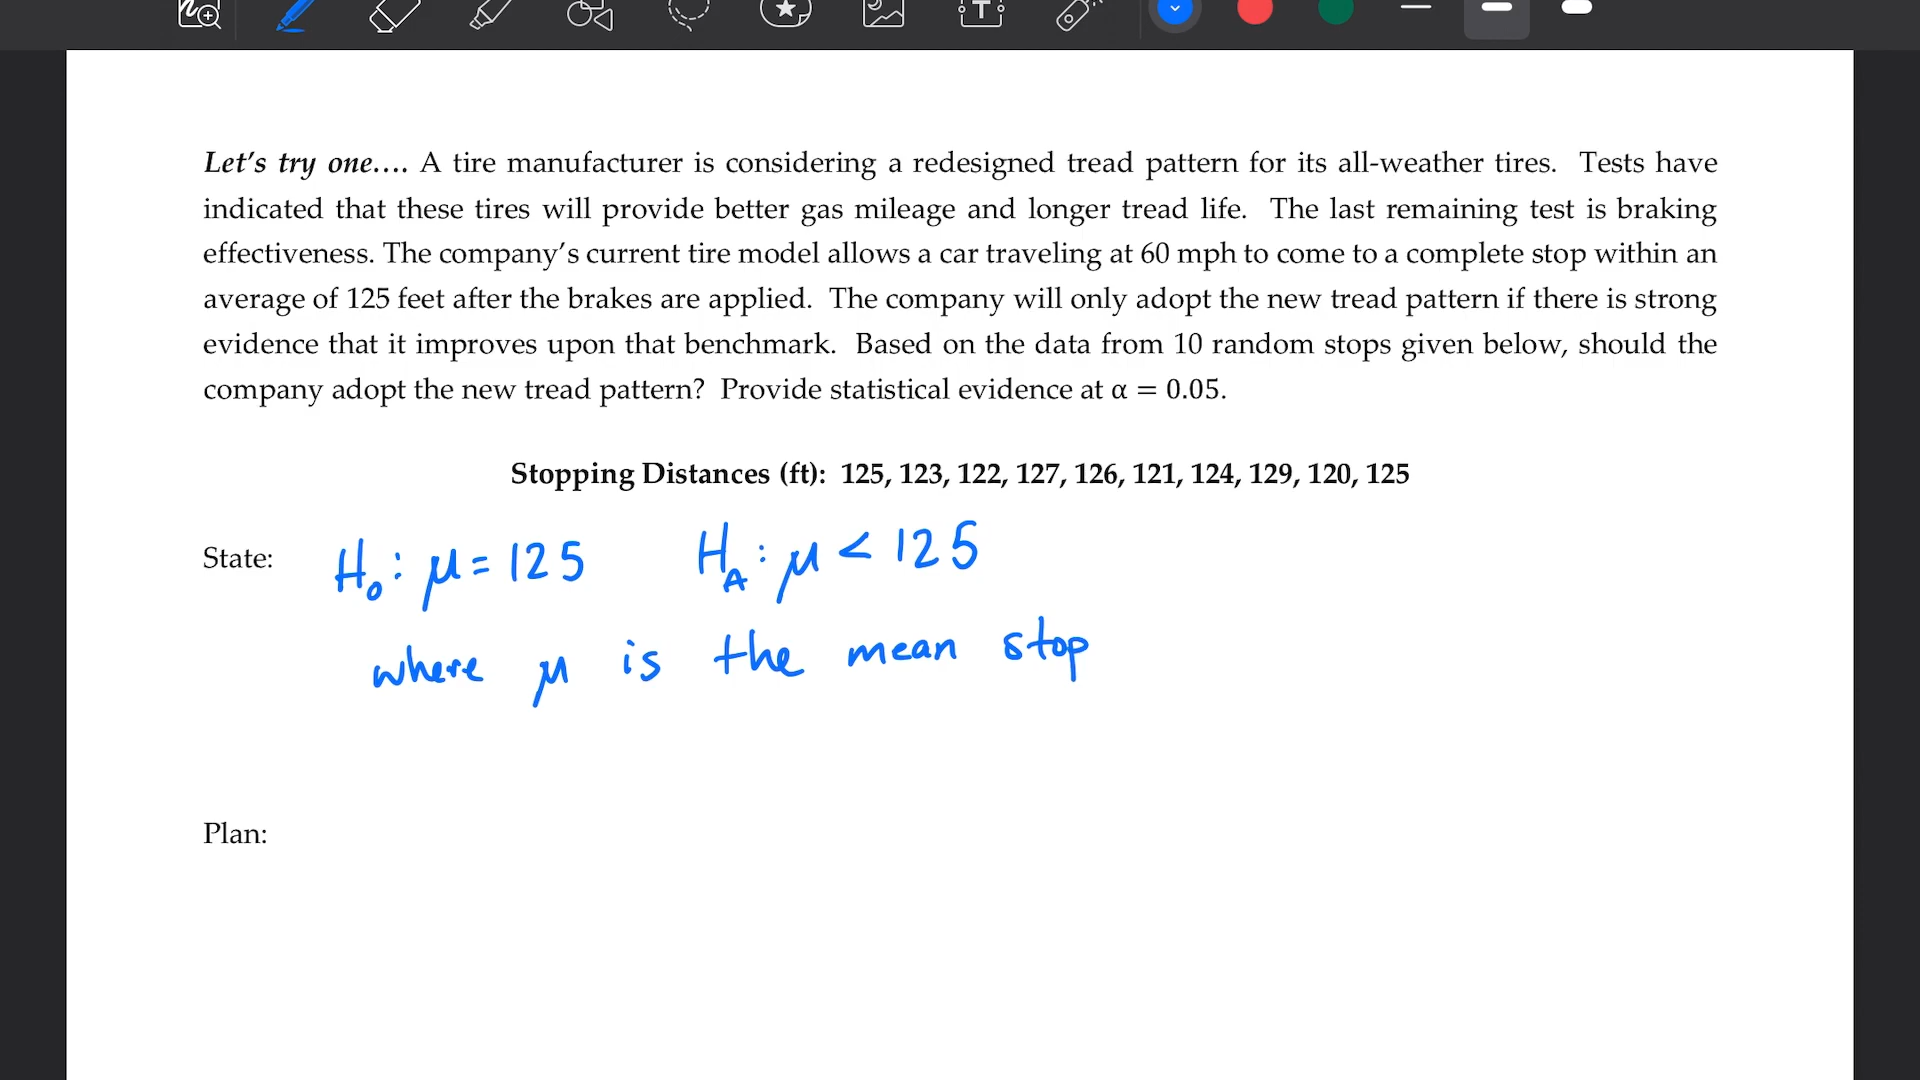 Let's try one…. A tire manufacturer is considering a redesigned tread pattern for its all-weather tires. Tests have
indicated that these tires will provide better gas mileage and longer tread life. The last remaining test is braking
effectiveness. The company's current tire model allows a car traveling at 60 mph to come to a complete stop within an
average of 125 feet after the brakes are applied. The company will only adopt the new tread pattern if there is strong
evidence that it improves upon that benchmark. Based on the data from 10 random stops given below, should the
company adopt the new tread pattern? Provide statistical evidence at α = 0.05.
Stopping Distances (ft): 125, 123, 122, 127, 126, 121, 124, 129, 120, 125
State: H₀: μ = 125 Hₐ: μ < 125
where μ is the mean stop
Plan: